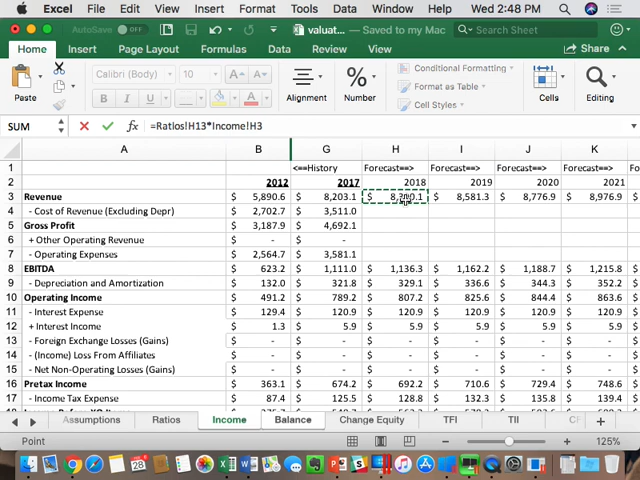 Excel File Edit View Insert Format Tools Data Window Help Wed 2:48 PM
AutoSave OFF valuat... — Saved to my Mac Search Sheet
Home Insert Page Layout Formulas Data Review View Share
Paste Calibri (Body) 10 A A B I U Alignment % Number Conditional Formatting Format as Table Cell Styles Cells Editing
SUM fx =Ratios!H13*Income!H3
A B G H I J K
1 <==History Forecast==> Forecast==> Forecast==> Forecast==>
2 2012 2017 2018 2019 2020 2021
3 Revenue $ 5,890.6 $ 8,203.1 $ $ 8,581.3 $ 8,776.9 $ 8,976.9 $
4 - Cost of Revenue (Excluding Depr) 2,702.7 3,511.0
5 Gross Profit 3,187.9 4,692.1
6 + Other Operating Revenue - -
7 - Operating Expenses 2,564.7 3,581.1
8 EBITDA $ 623.2 $ 1,111.0 $ 1,136.3 $ 1,162.2 $ 1,188.7 $ 1,215.8 $
9 - Depreciation and Amortization $ 132.0 $ 321.8 $ 329.1 $ 336.6 $ 344.3 $ 352.2 $
10 Operating Income $ 491.2 $ 789.2 $ 807.2 $ 825.6 $ 844.4 $ 863.6 $
11 - Interest Expense $ 129.4 $ 120.9 $ 120.9 $ 120.9 $ 120.9 $ 120.9 $
12 + Interest Income $ 1.3 $ 5.9 $ 5.9 $ 5.9 $ 5.9 $ 5.9 $
13 - Foreign Exchange Losses (Gains) $ - $ - $ - $ - $ - $ - $
14 - (Income) Loss From Affiliates $ - $ - $ - $ - $ - $ - $
15 - Net Non-Operating Losses (Gains) $ - $ - $ - $ - $ - $ - $
16 Pretax Income $ 363.1 $ 674.2 $ 692.2 $ 710.6 $ 729.4 $ 748.6 $
17 - Income Tax Expense $ 87.4 $ 125.5 $ 128.8 $ 132.3 $ 135.8 $ 139.4 $
Assumptions Ratios Income Balance Change Equity TFI TII CF
Point 125%